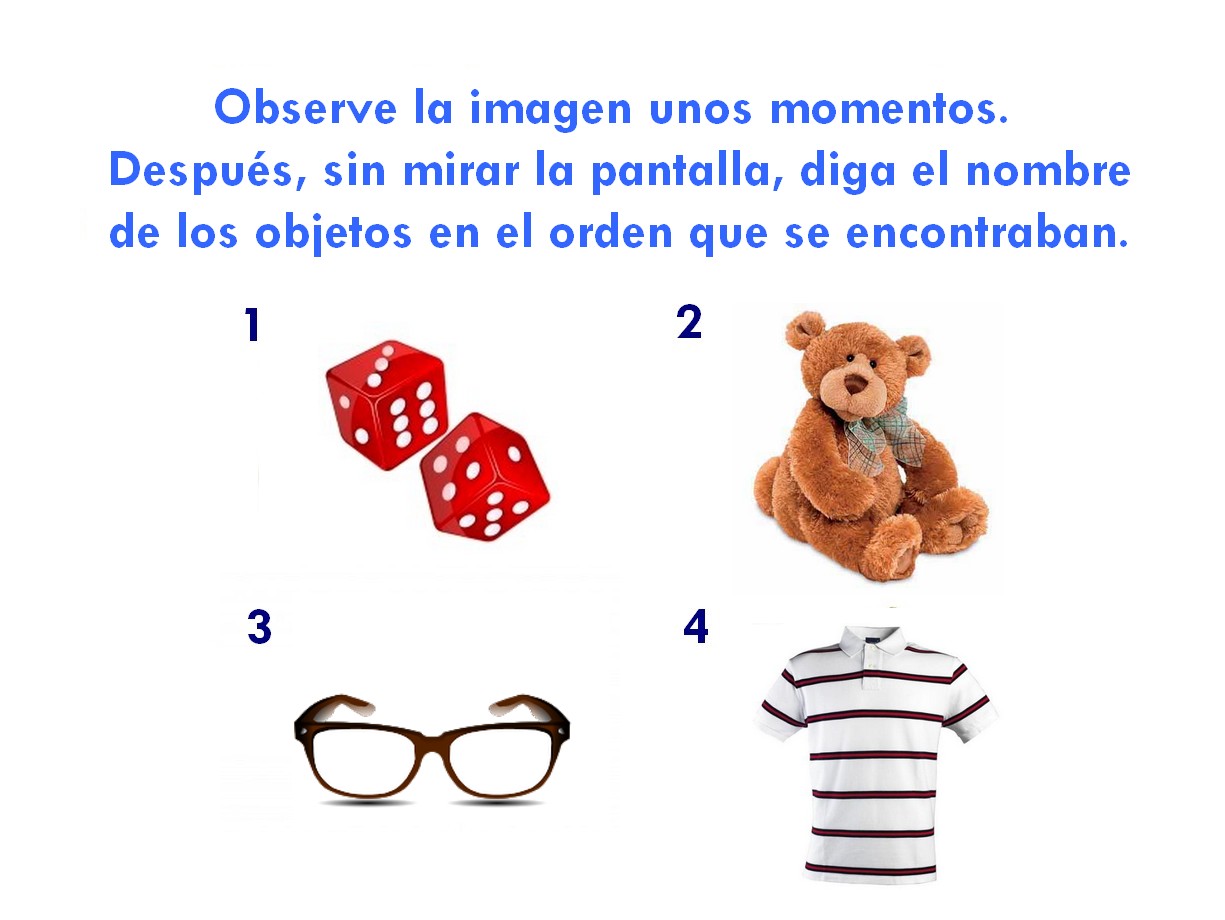 Observe la imagen unos momentos.
Después, sin mirar la pantalla, diga el nombre
de los objetos en el orden que se encontraban.
1
2
3
4